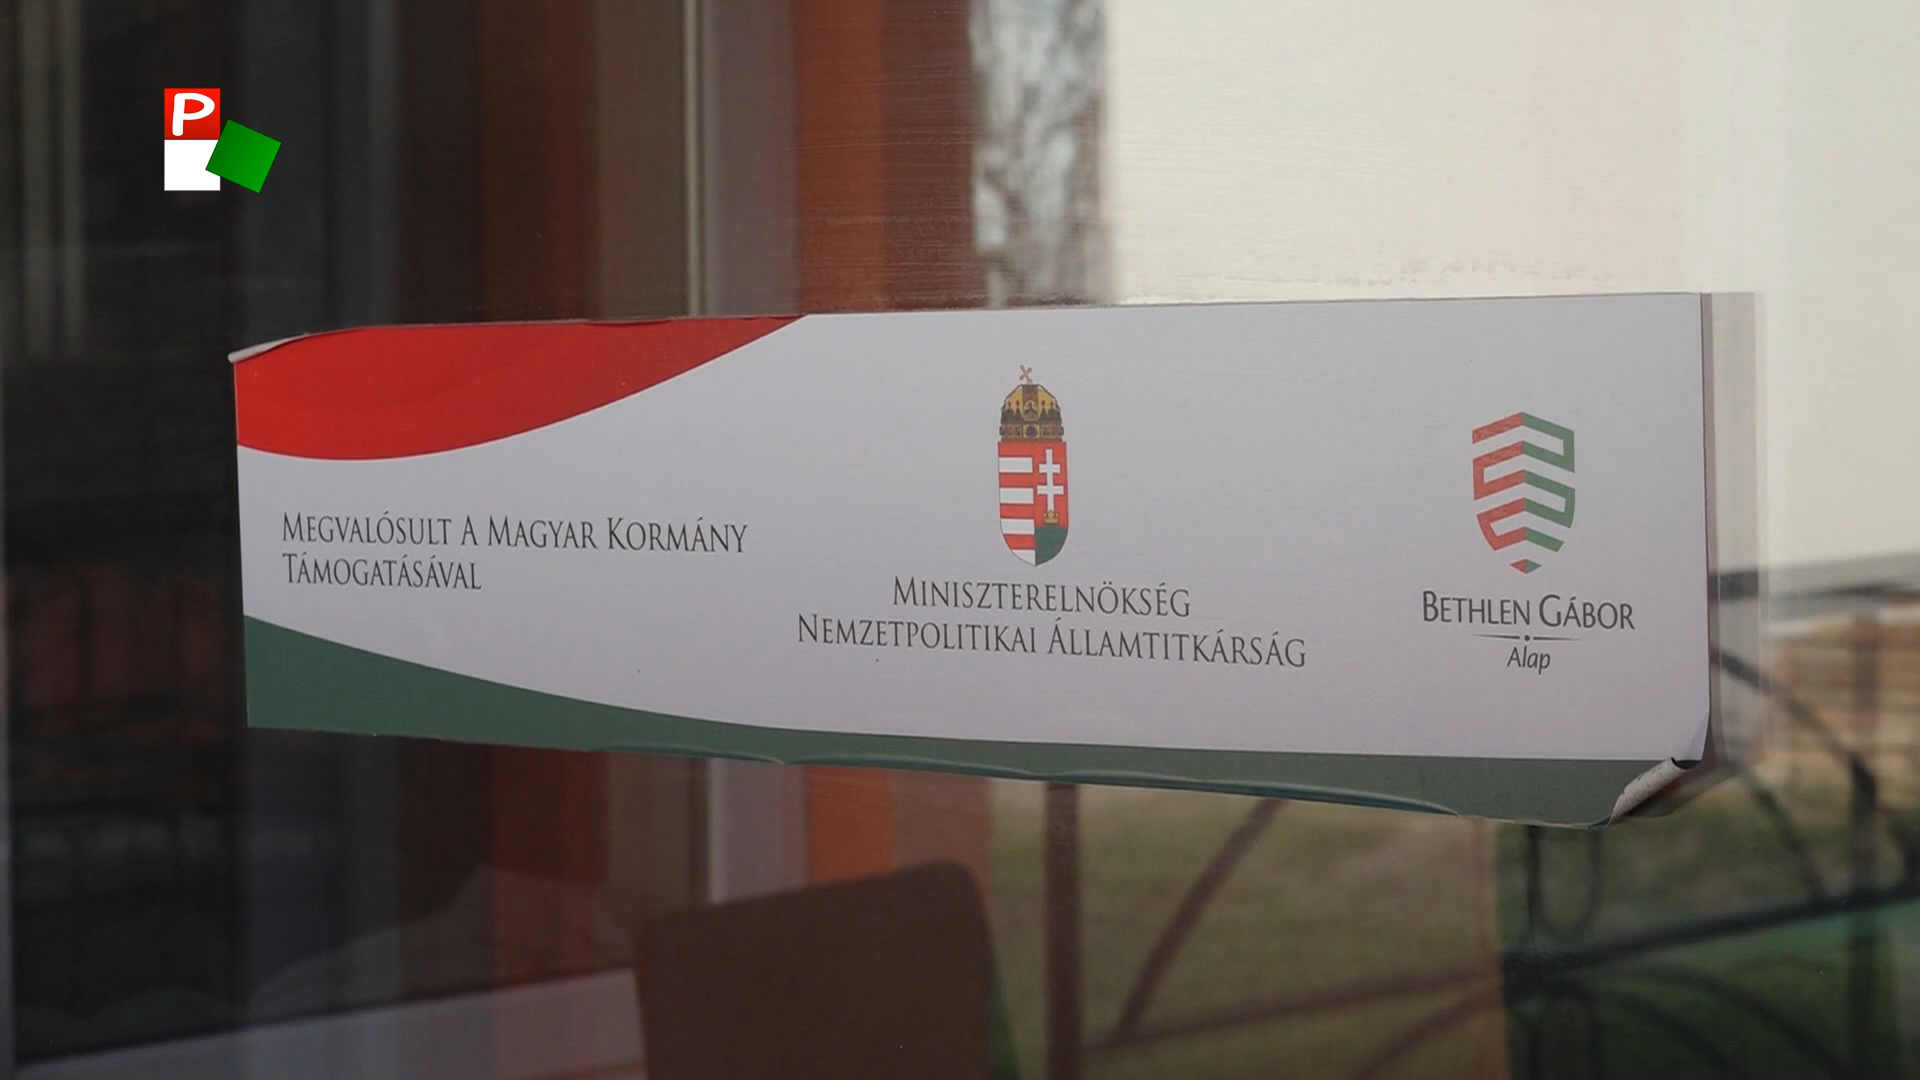 P
MEGVALÓSULT A MAGYAR KORMÁNY
TÁMOGATÁSÁVAL
MINISZTERELNÖKSÉG
NEMZETPOLITIKAI ÁLLAMTITKÁRSÁG
BETHLEN GÁBOR
Alap